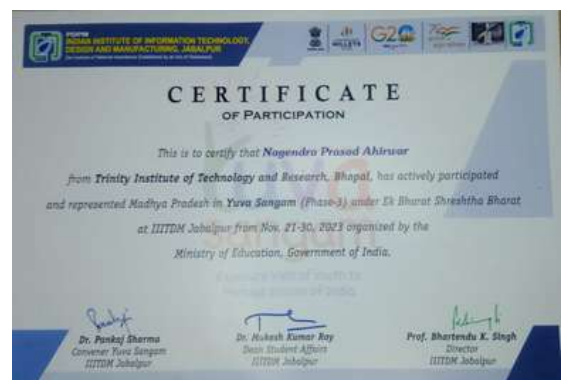 PDPM
INDIAN INSTITUTE OF INFORMATION TECHNOLOGY,
DESIGN AND MANUFACTURING, JABALPUR
G20
CERTIFICATE
OF PARTICIPATION
This is to certify that Nagendra Prasad Ahirwar
from Trinity Institute of Technology and Research, Bhopal, has actively participated
and represented Madhya Pradesh in Yuva Sangam (Phase-3) under Ek Bharat Shreshtha Bharat
at IIITDM Jabalpur from Nov. 21-30, 2023 organized by the
Ministry of Education, Government of India.
Dr. Pankaj Sharma
Convener Yuva Sangam
IIITDM Jabalpur
Dr. Mukesh Kumar Roy
Dean Student Affairs
IIITDM Jabalpur
Prof. Bhartendu K. Singh
Director
IIITDM Jabalpur